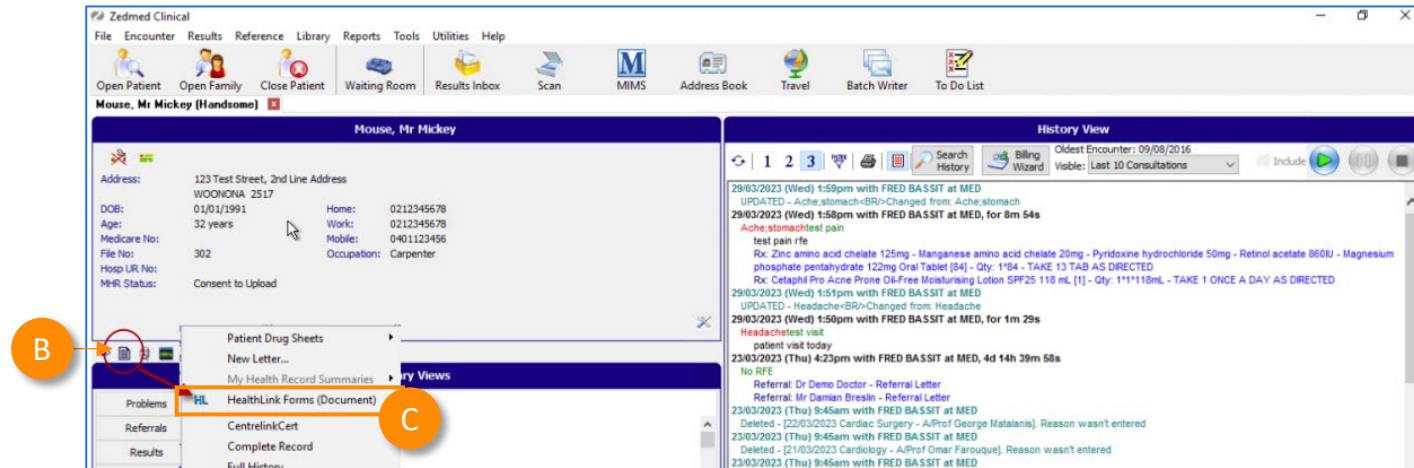 Zedmed Clinical
File Encounter Results Reference Library Reports Tools Utilities Help
Open Patient Open Family Close Patient Waiting Room Results Inbox Scan MIMS Address Book Travel Batch Writer To Do List
Mouse, Mr Mickey (Handsome)
Mouse, Mr Mickey
Address: 123 Test Street, 2nd Line Address
WOONONA 2517
DOB: 01/01/1991 Home: 0212345678
Age: 32 years Work: 0212345678
Medicare No: Mobile: 0401123456
File No: 302 Occupation: Carpenter
Hosp UR No:
MHR Status: Consent to Upload
B
Patient Drug Sheets
New Letter...
My Health Record Summaries
ry Views
HL HealthLink Forms (Document)
C
CentrelinkCert
Complete Record
Full History
Problems
Referrals
Results
History View
1 2 3 Search History Billing Wizard Oldest Encounter: 09/08/2016
Visible: Last 10 Consultations Include
29/03/2023 (Wed) 1:59pm with FRED BASSIT at MED
UPDATED - Ache;stomach<BR/>Changed from: Ache;stomach
29/03/2023 (Wed) 1:58pm with FRED BASSIT at MED, for 8m 54s
Ache;stomachtest pain
test pain rfe
Rx: Zinc amino acid chelate 125mg - Manganese amino acid chelate 20mg - Pyridoxine hydrochloride 50mg - Retinol acetate 860IU - Magnesium
phosphate pentahydrate 122mg Oral Tablet [84] - Qty: 1*84 - TAKE 13 TAB AS DIRECTED
Rx: Cetaphil Pro Acne Prone Oil-Free Moisturising Lotion SPF25 118 mL [1] - Qty: 1*1*118mL - TAKE 1 ONCE A DAY AS DIRECTED
29/03/2023 (Wed) 1:51pm with FRED BASSIT at MED
UPDATED - Headache<BR/>Changed from: Headache
29/03/2023 (Wed) 1:50pm with FRED BASSIT at MED, for 1m 29s
Headachetest visit
patient visit today
23/03/2023 (Thu) 4:23pm with FRED BASSIT at MED, 4d 14h 39m 58s
No RFE
Referral: Dr Demo Doctor - Referral Letter
Referral: Mr Damian Breslin - Referral Letter
23/03/2023 (Thu) 9:45am with FRED BASSIT at MED
Deleted - [22/03/2023 Cardiac Surgery - A/Prof George Matalanis]. Reason wasn't entered
23/03/2023 (Thu) 9:45am with FRED BASSIT at MED
Deleted - [21/03/2023 Cardiology - A/Prof Omar Farouque]. Reason wasn't entered
23/03/2023 (Thu) 9:45am with FRED BASSIT at MED